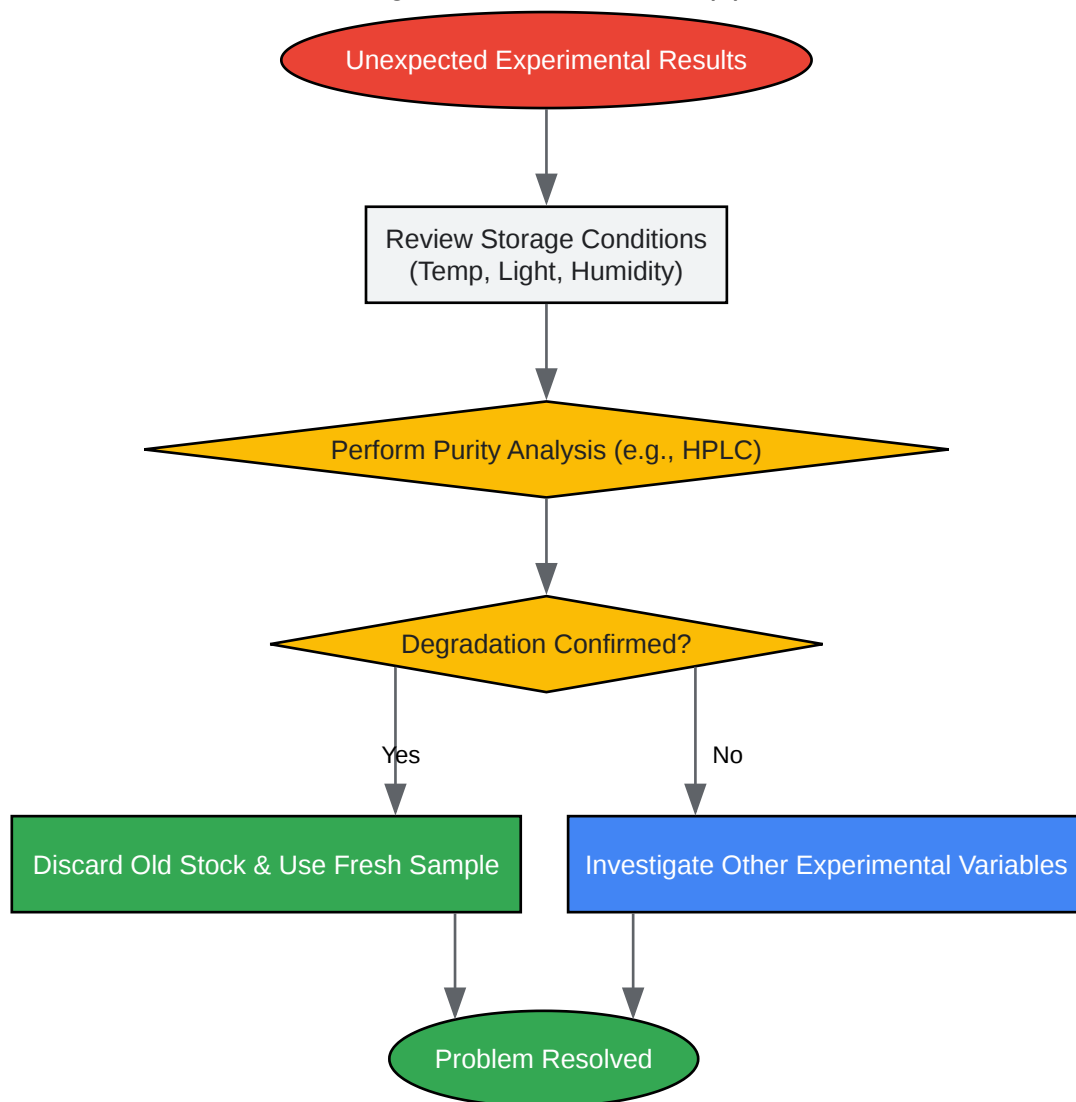 Unexpected Experimental Results
Review Storage Conditions
(Temp, Light, Humidity)
Perform Purity Analysis (e.g., HPLC)
Degradation Confirmed?
Yes
No
Discard Old Stock & Use Fresh Sample
Investigate Other Experimental Variables
Problem Resolved